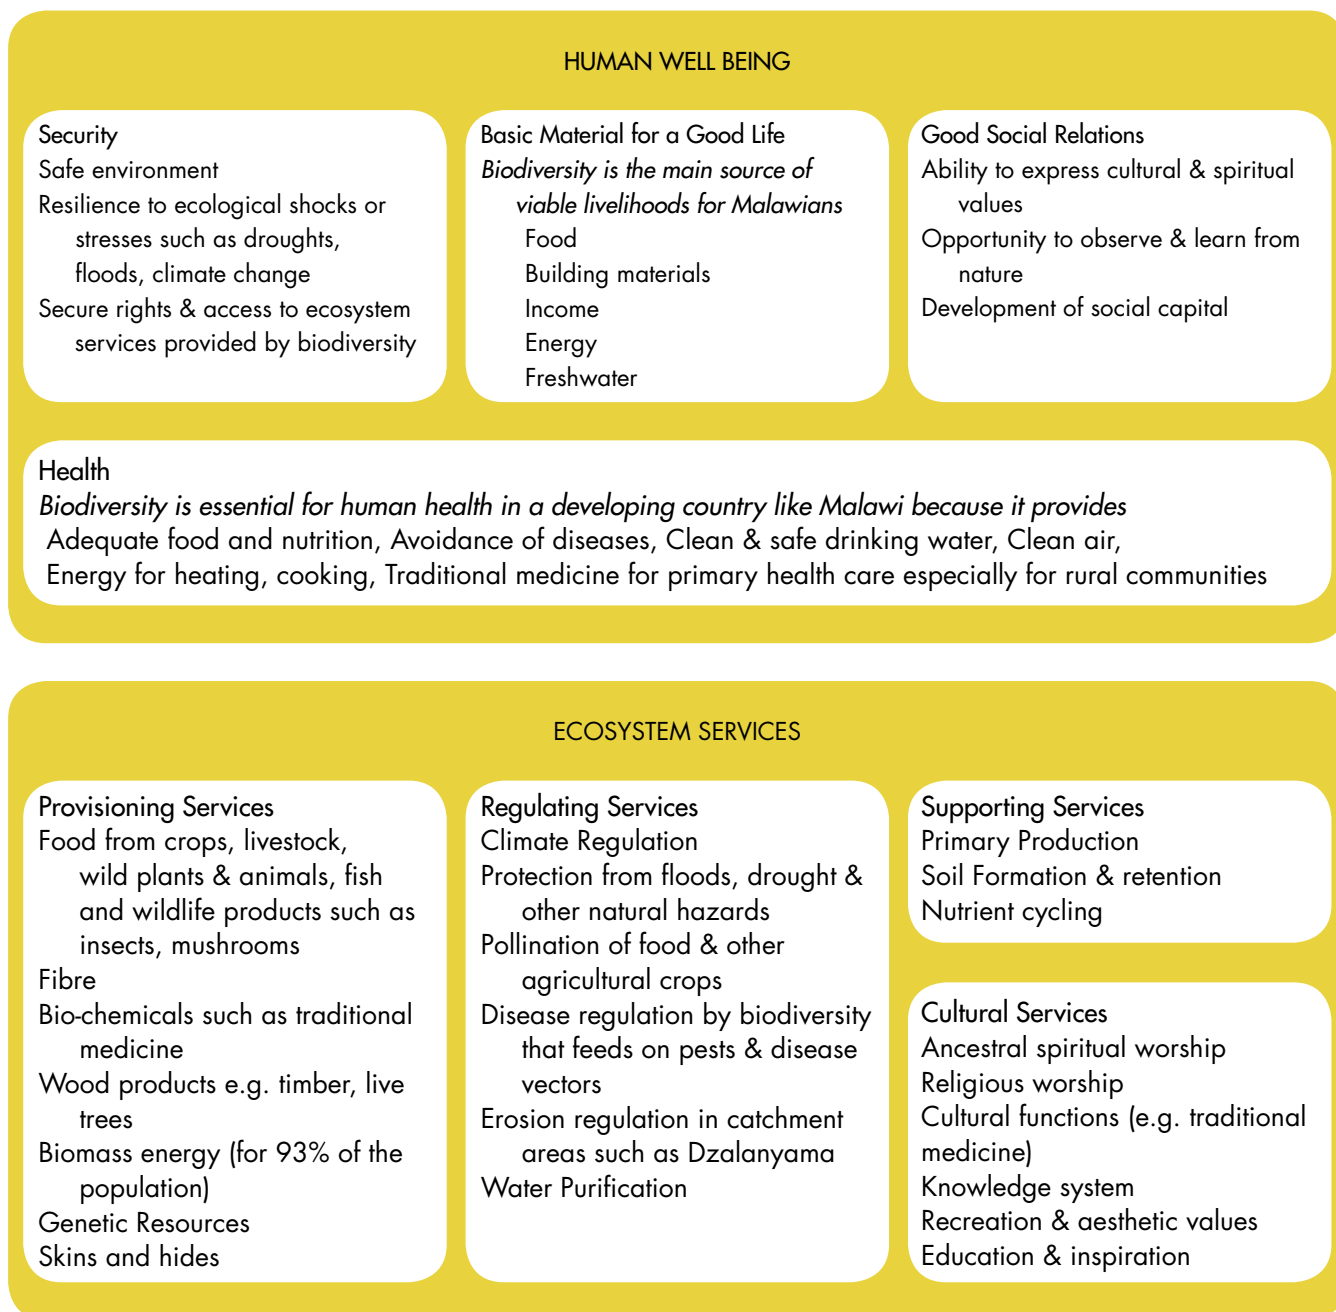 HUMAN WELL BEING
Security
Safe environment
Resilience to ecological shocks or
stresses such as droughts,
floods, climate change
Secure rights & access to ecosystem
services provided by biodiversity
Basic Material for a Good Life
Biodiversity is the main source of
viable livelihoods for Malawians
Food
Building materials
Income
Energy
Freshwater
Good Social Relations
Ability to express cultural & spiritual
values
Opportunity to observe & learn from
nature
Development of social capital
Health
Biodiversity is essential for human health in a developing country like Malawi because it provides
Adequate food and nutrition, Avoidance of diseases, Clean & safe drinking water, Clean air,
Energy for heating, cooking, Traditional medicine for primary health care especially for rural communities
ECOSYSTEM SERVICES
Provisioning Services
Food from crops, livestock,
wild plants & animals, fish
and wildlife products such as
insects, mushrooms
Fibre
Bio-chemicals such as traditional
medicine
Wood products e.g. timber, live
trees
Biomass energy (for 93% of the
population)
Genetic Resources
Skins and hides
Regulating Services
Climate Regulation
Protection from floods, drought &
other natural hazards
Pollination of food & other
agricultural crops
Disease regulation by biodiversity
that feeds on pests & disease
vectors
Erosion regulation in catchment
areas such as Dzalanyama
Water Purification
Supporting Services
Primary Production
Soil Formation & retention
Nutrient cycling
Cultural Services
Ancestral spiritual worship
Religious worship
Cultural functions (e.g. traditional
medicine)
Knowledge system
Recreation & aesthetic values
Education & inspiration